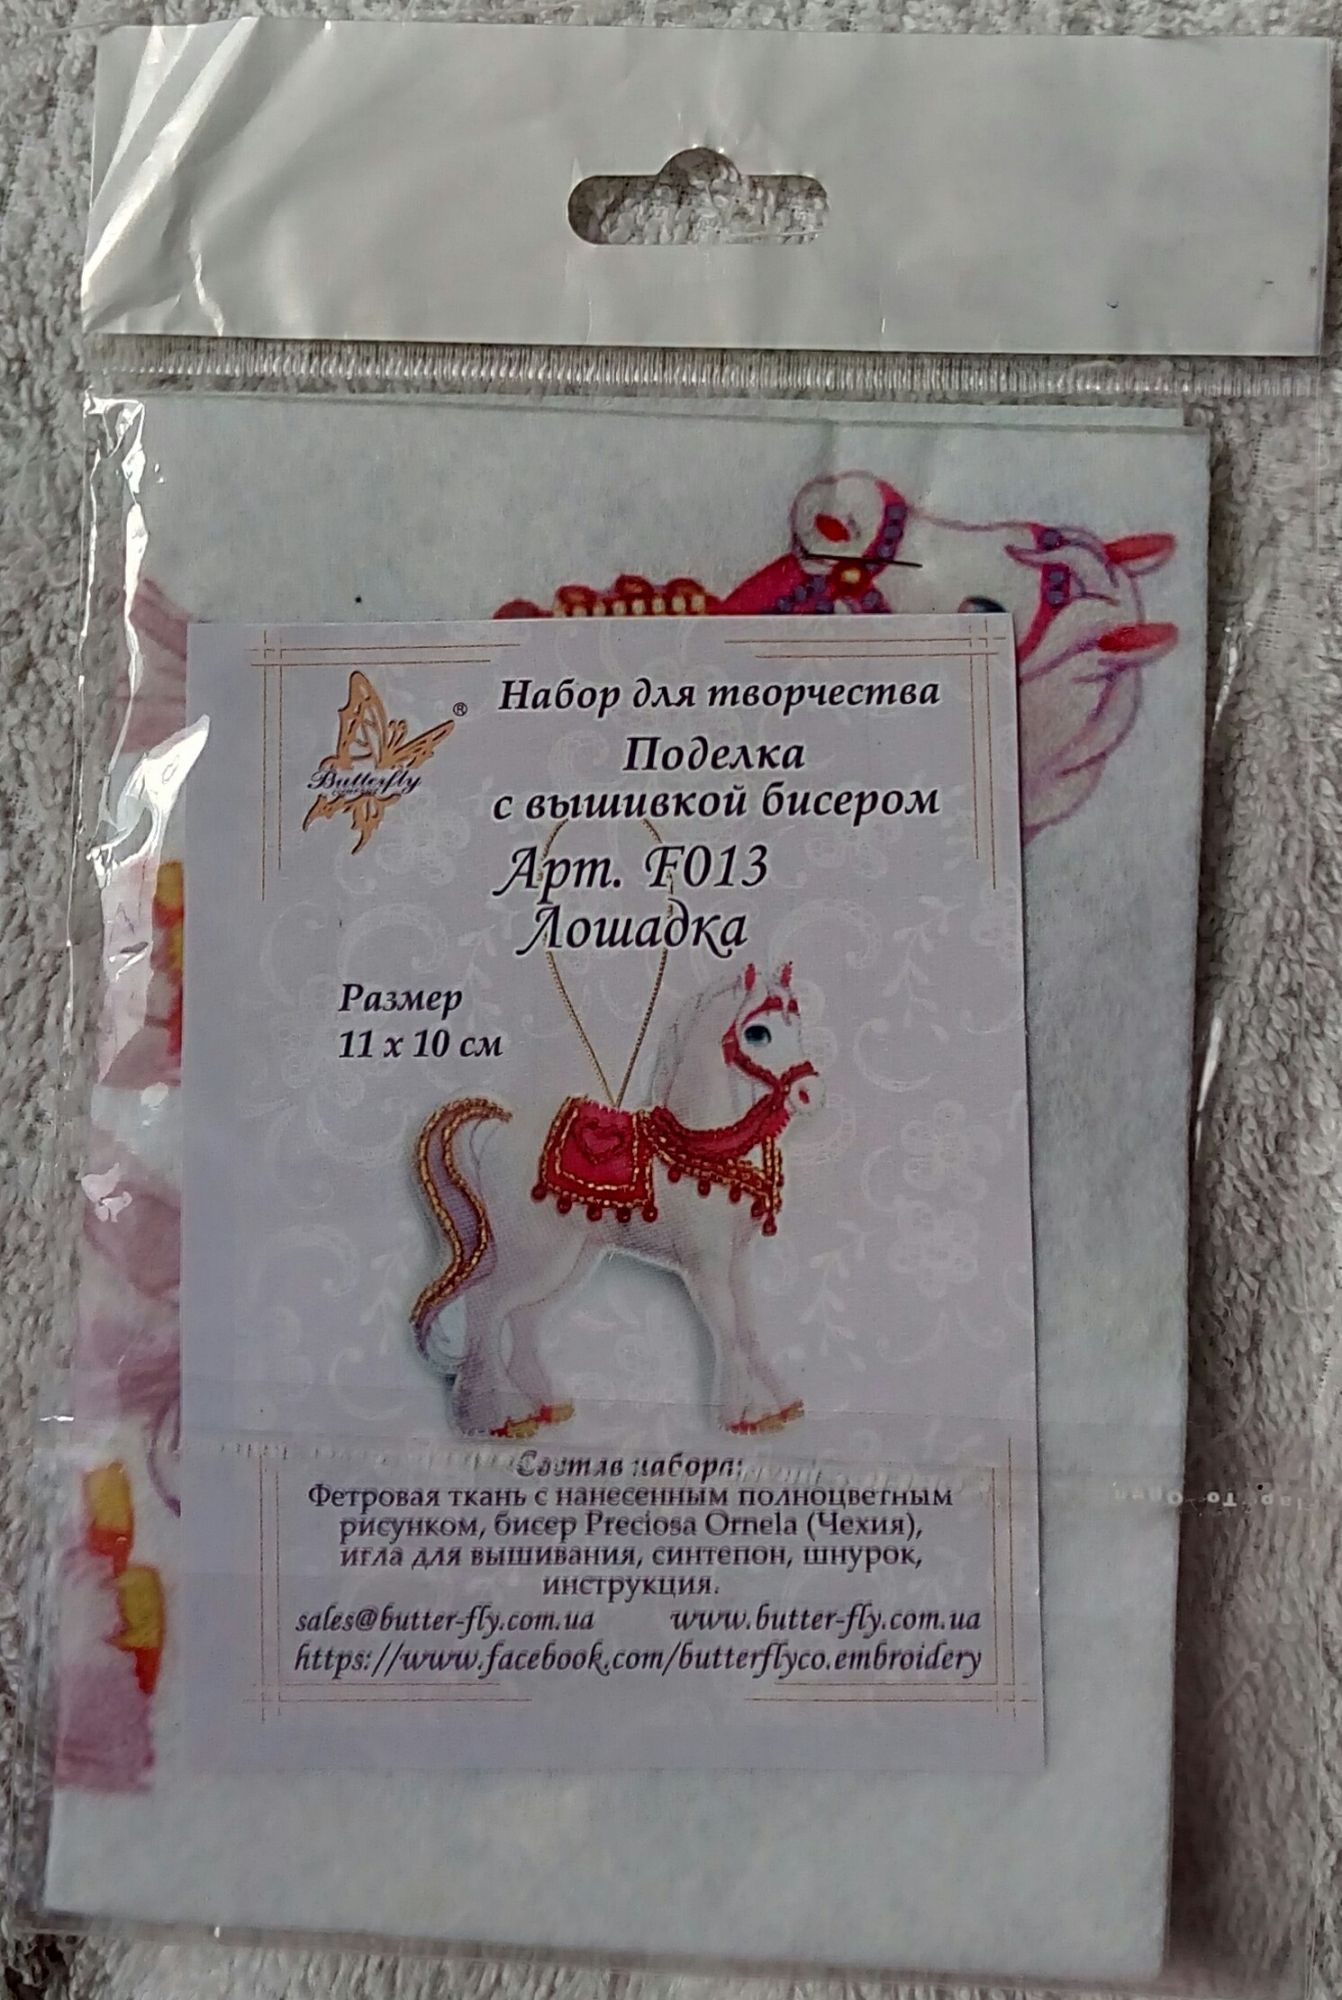 Butterfly ®
Набор для творчества
Поделка
с вышивкой бисером
Арт. F013
Лошадка
Размер
11 х 10 см
Состав набора:
Фетровая ткань с нанесенным полноцветным
рисунком, бисер Preciosa Ornela (Чехия),
игла для вышивания, синтепон, шнурок,
инструкция.
sales@butter-fly.com.ua www.butter-fly.com.ua
https://www.facebook.com/butterflyco.embroidery